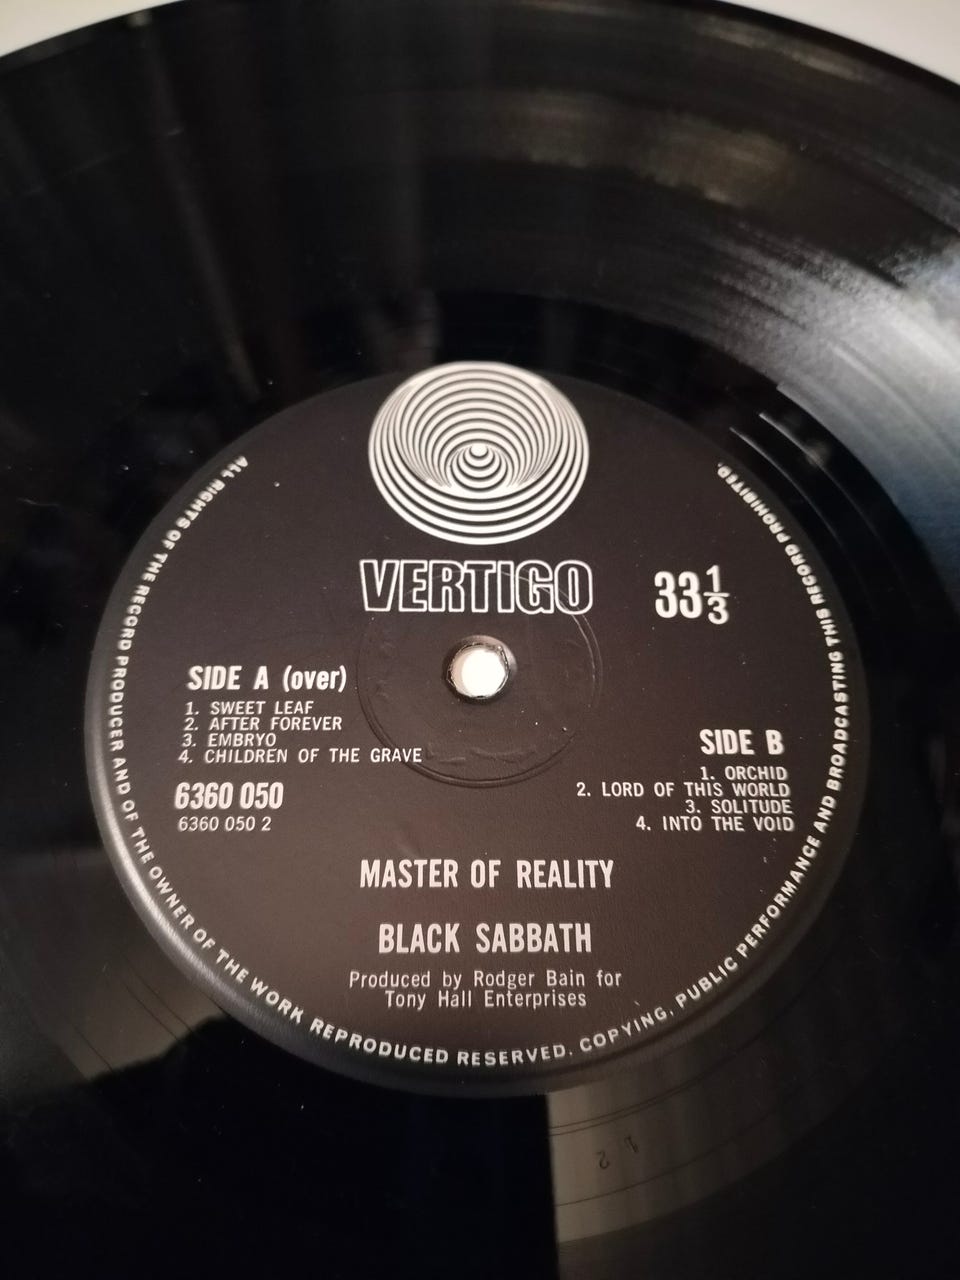 VERTIGO
33 1/3
SIDE A (over)
1. SWEET LEAF
2. AFTER FOREVER
3. EMBRYO
4. CHILDREN OF THE GRAVE
6360 050
6360 050 2
SIDE B
1. ORCHID
2. LORD OF THIS WORLD
3. SOLITUDE
4. INTO THE VOID
MASTER OF REALITY
BLACK SABBATH
Produced by Rodger Bain for
Tony Hall Enterprises
ALL RIGHTS OF THE RECORD PRODUCER AND OF THE OWNER OF THE WORK REPRODUCED RESERVED. COPYING, PUBLIC PERFORMANCE AND BROADCASTING THIS RECORD PROHIBITED.